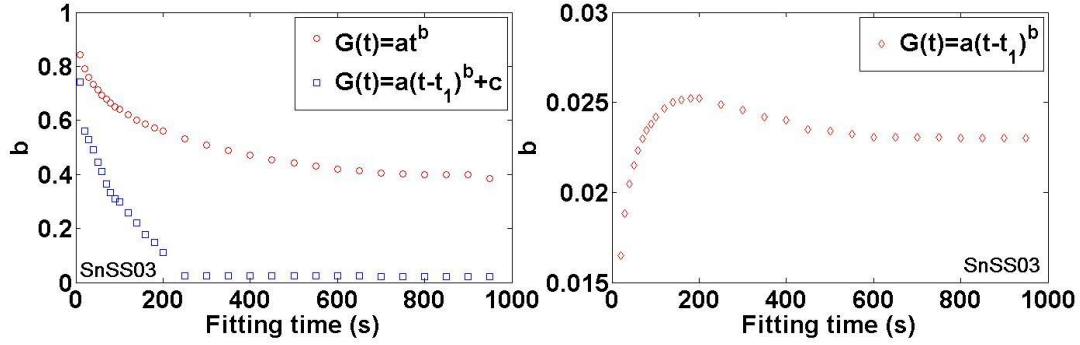 1
0.8
0.6
0.4
0.2
0
b
G(t)=at^b
G(t)=a(t-t_1)^b+c
SnSS03
0 200 400 600 800 1000
Fitting time (s)
0.03
0.025
0.02
0.015
b
G(t)=a(t-t_1)^b
SnSS03
0 200 400 600 800 1000
Fitting time (s)